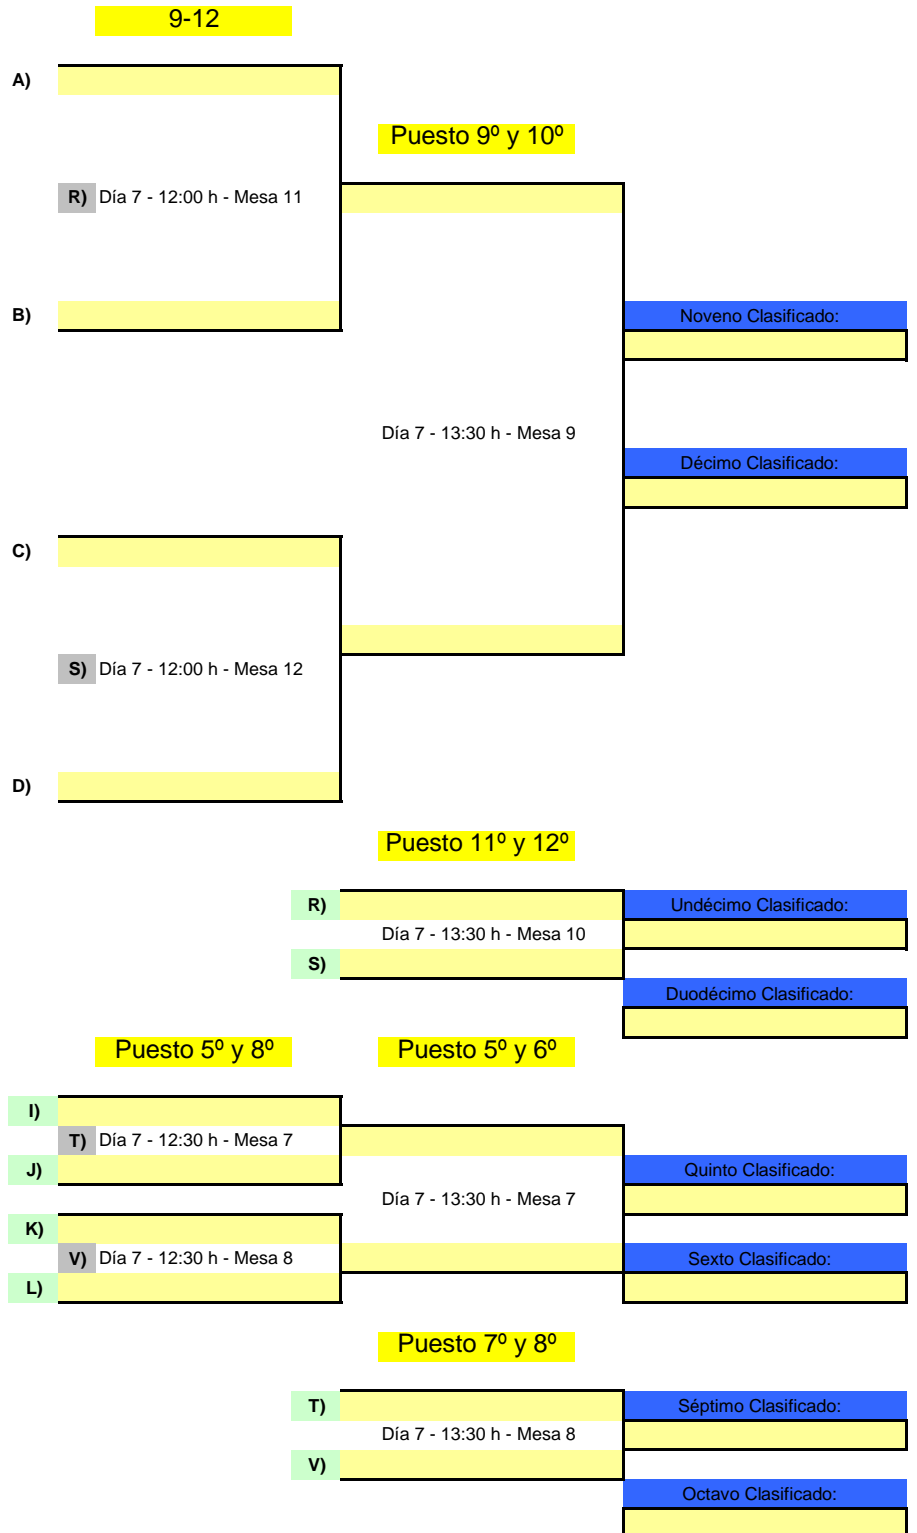 9-12
A)
Puesto 9º y 10º
R) Día 7 - 12:00 h - Mesa 11
B)
Noveno Clasificado:
Día 7 - 13:30 h - Mesa 9
Décimo Clasificado:
C)
S) Día 7 - 12:00 h - Mesa 12
D)
Puesto 11º y 12º
R)
Undécimo Clasificado:
Día 7 - 13:30 h - Mesa 10
S)
Duodécimo Clasificado:
Puesto 5º y 8º
Puesto 5º y 6º
I)
T) Día 7 - 12:30 h - Mesa 7
J)
Quinto Clasificado:
Día 7 - 13:30 h - Mesa 7
K)
V) Día 7 - 12:30 h - Mesa 8
Sexto Clasificado:
L)
Puesto 7º y 8º
T)
Séptimo Clasificado:
Día 7 - 13:30 h - Mesa 8
V)
Octavo Clasificado: